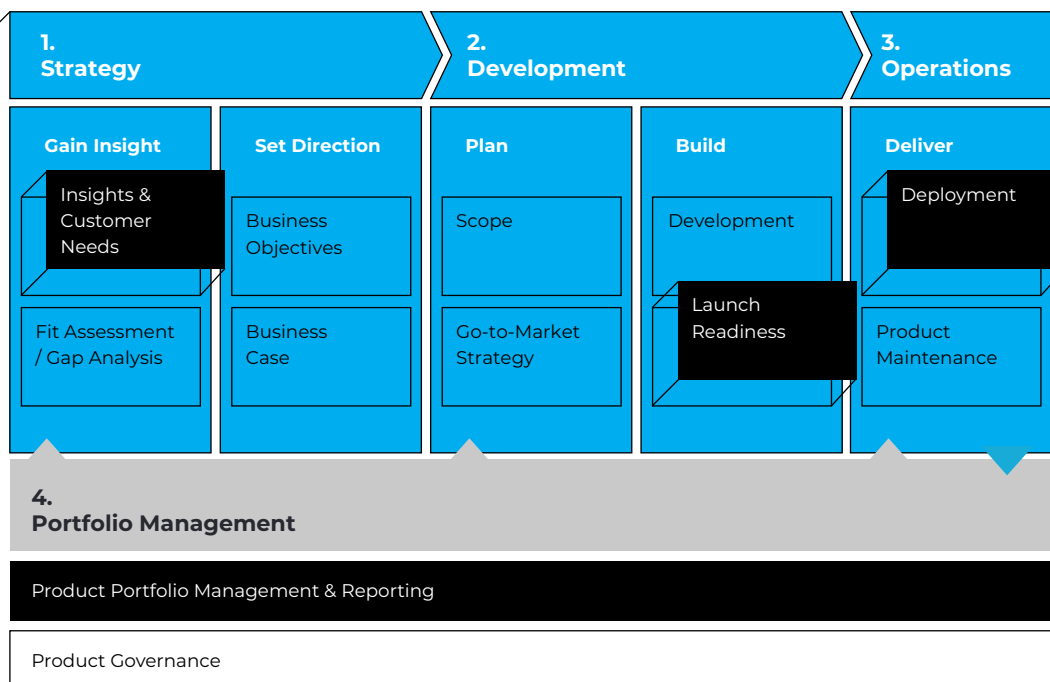 1.
Strategy
2.
Development
3.
Operations
Gain Insight
Set Direction
Plan
Build
Deliver
Insights &
Customer
Needs
Business
Objectives
Scope
Development
Deployment
Fit Assessment
/ Gap Analysis
Business
Case
Go-to-Market
Strategy
Launch
Readiness
Product
Maintenance
4.
Portfolio Management
Product Portfolio Management & Reporting
Product Governance